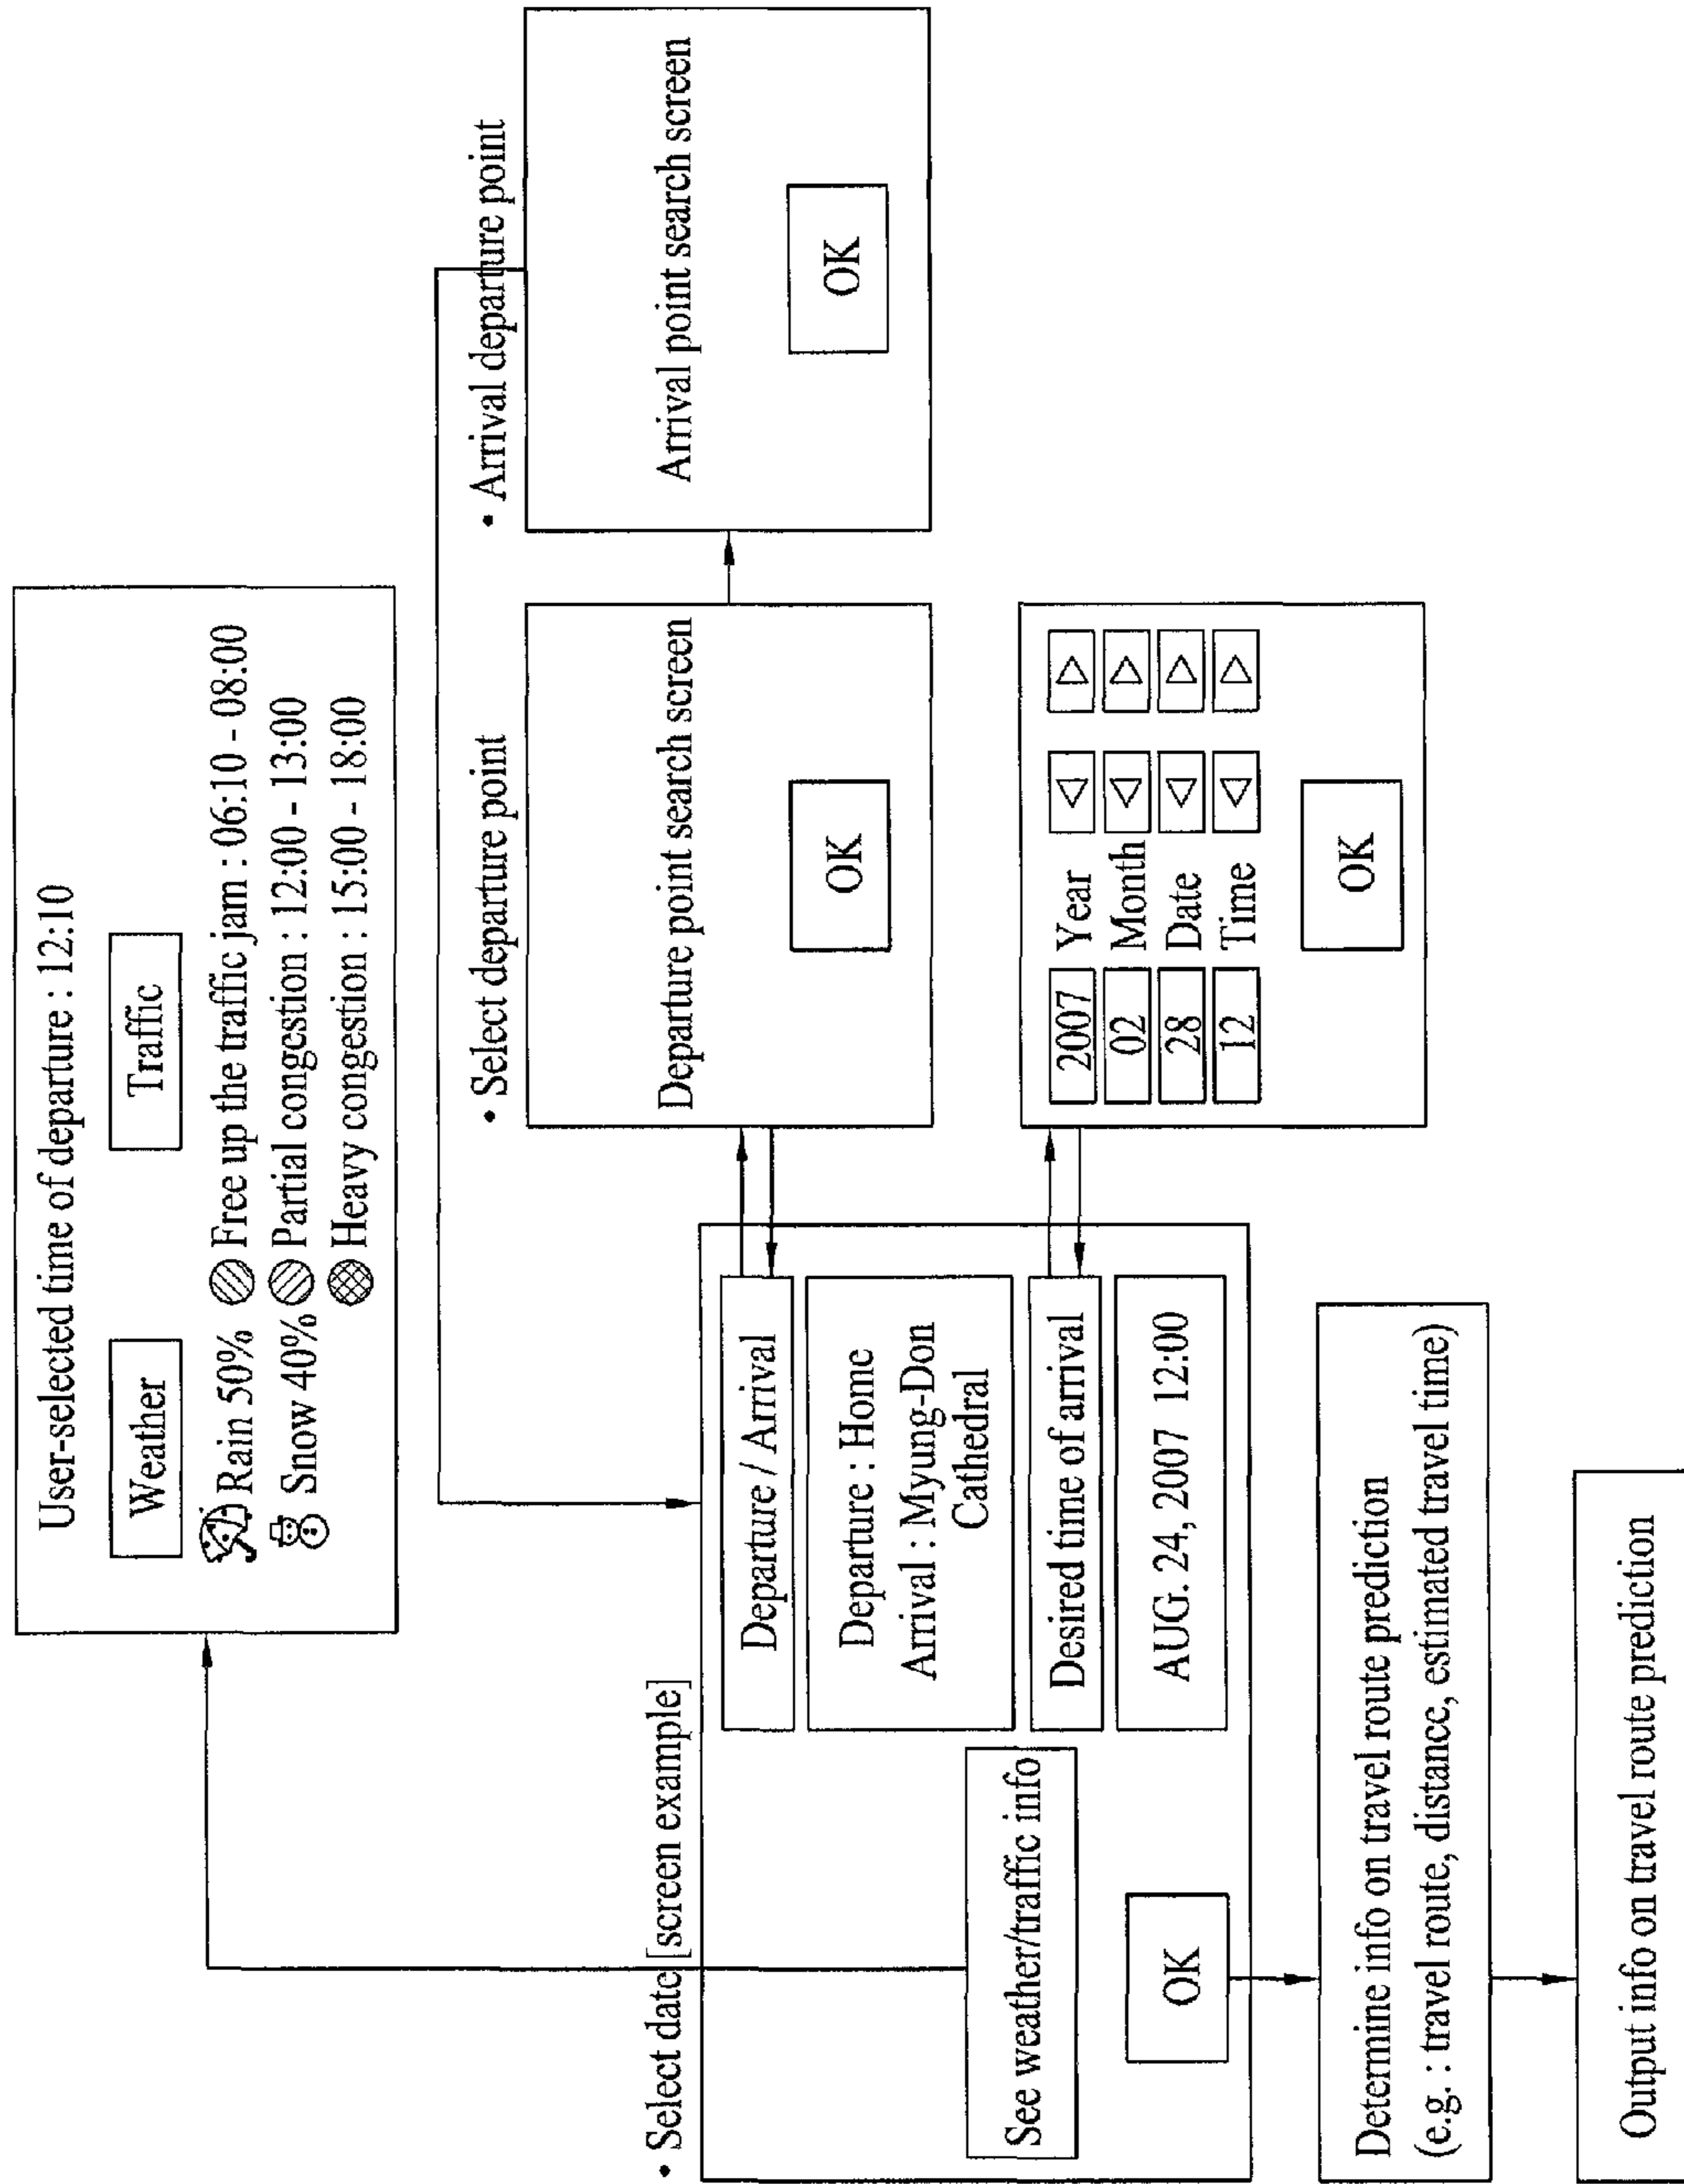 User-selected time of departure : 12:10
Weather
Traffic
Rain 50%
Snow 40%
Free up the traffic jam : 06:10 - 08:00
Partial congestion : 12:00 - 13:00
Heavy congestion : 15:00 - 18:00
• Select date [screen example]
See weather/traffic info
OK
Departure / Arrival
Departure : Home
Arrival : Myung-Don
Cathedral
Desired time of arrival
AUG. 24, 2007 12:00
• Select departure point
Departure point search screen
OK
• Arrival departure point
Arrival point search screen
OK
2007 Year
02 Month
28 Date
12 Time
OK
Determine info on travel route prediction
(e.g. : travel route, distance, estimated travel time)
Output info on travel route prediction